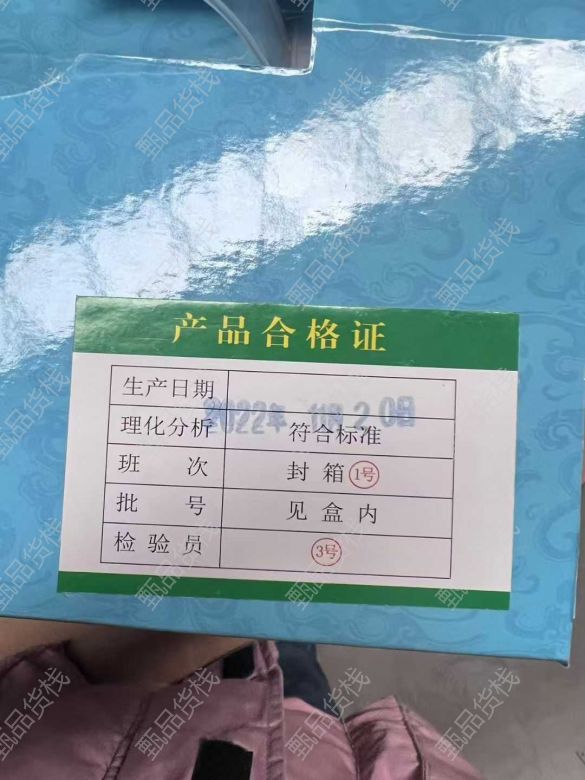 产品合格证
生产日期 2022年 11月 20日
理化分析 符合标准
班 次 封箱 1号
批 号 见盒内
检验员 3号
甄品货栈